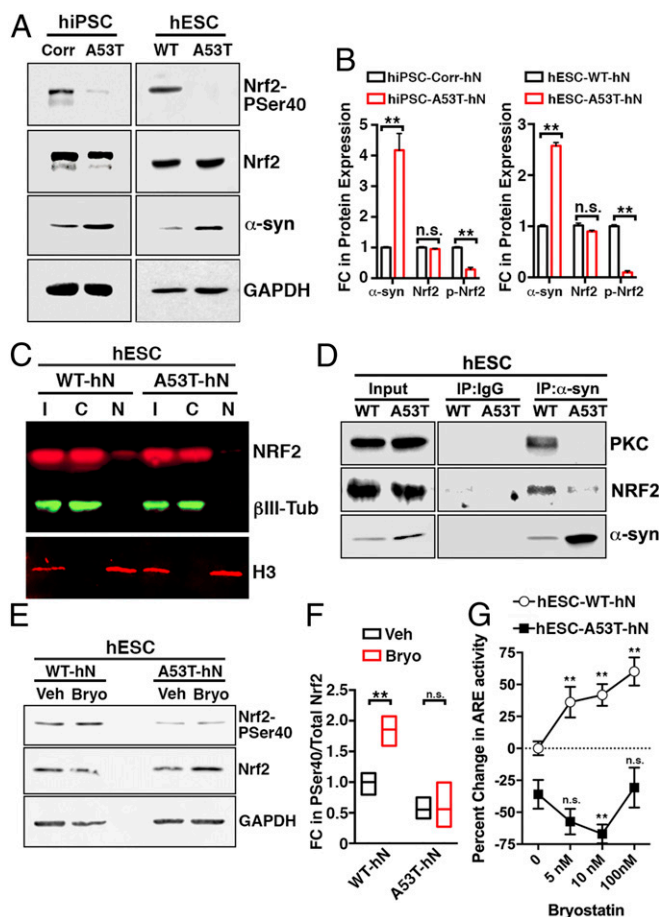 A
hiPSC
hESC
Corr A53T
WT A53T
Nrf2-
PSer40
Nrf2
α-syn
GAPDH
B
hiPSC-Corr-hN
hiPSC-A53T-hN
hESC-WT-hN
hESC-A53T-hN
FC in Protein Expression
5
4
3
2
1
0
**
n.s.
**
α-syn Nrf2 p-Nrf2
FC in Protein Expression
3
2
1
0
**
n.s.
**
α-syn Nrf2 p-Nrf2
C
hESC
WT-hN A53T-hN
I C N I C N
NRF2
βIII-Tub
H3
D
hESC
Input IP:IgG IP:α-syn
WT A53T WT A53T WT A53T
PKC
NRF2
α-syn
E
hESC
WT-hN A53T-hN
Veh Bryo Veh Bryo
Nrf2-
PSer40
Nrf2
GAPDH
F
Veh
Bryo
FC in PSer40/Total Nrf2
2.5
2.0
1.5
1.0
0.5
0.0
**
n.s.
WT-hN
A53T-hN
G
hESC-WT-hN
hESC-A53T-hN
Percent Change in ARE activity
75
50
25
0
-25
-50
-75
**
**
**
n.s.
**
n.s.
0
5 nM
10 nM
100nM
Bryostatin